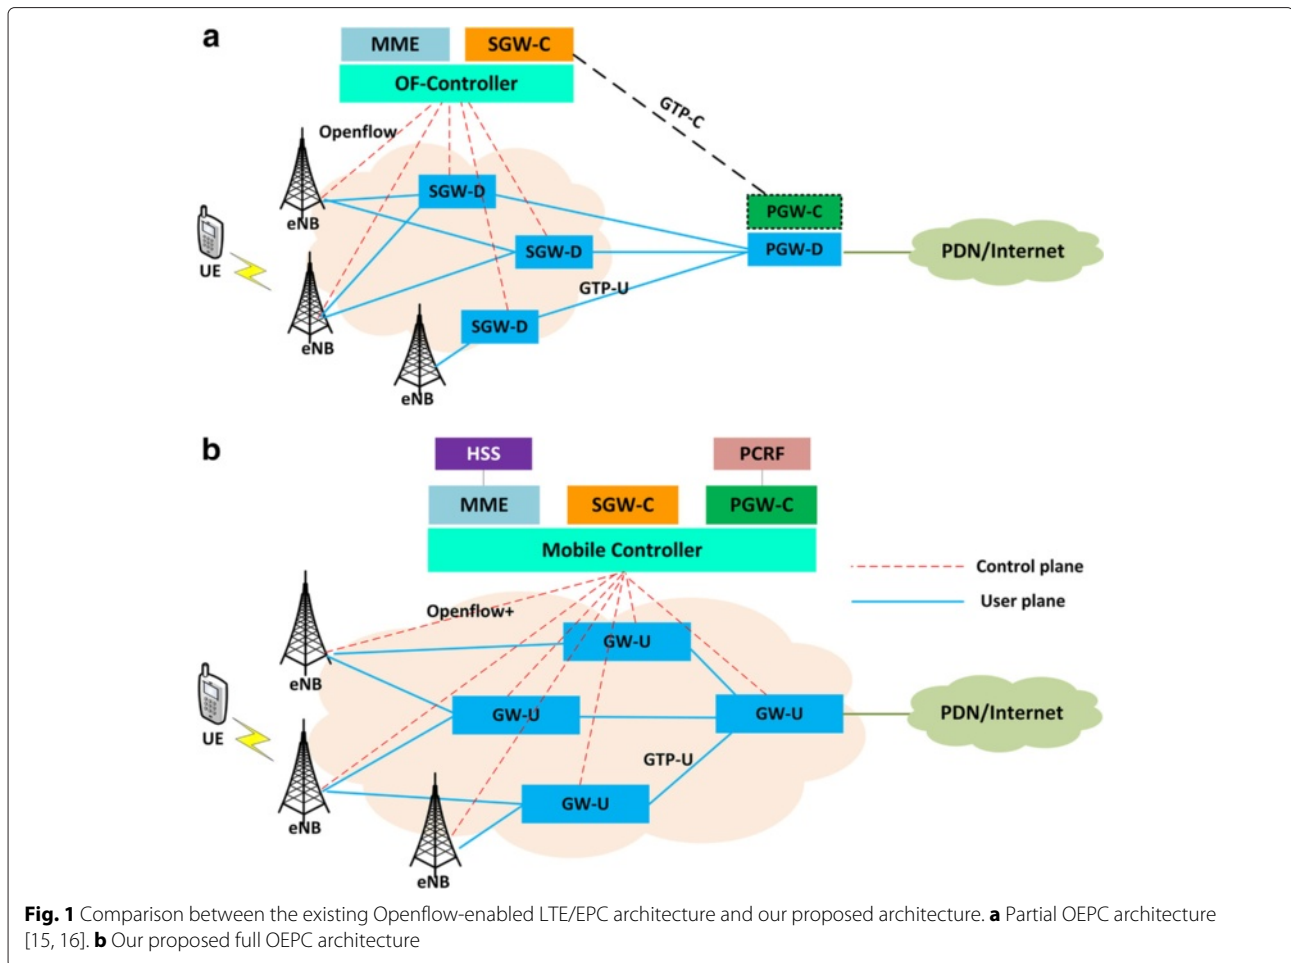 a
MME
SGW-C
OF-Controller
GTP-C
Openflow
SGW-D
eNB
PGW-C
UE
SGW-D
PGW-D
PDN/Internet
GTP-U
SGW-D
eNB
eNB
b
HSS
PCRF
MME
SGW-C
PGW-C
Mobile Controller
Control plane
User plane
Openflow+
GW-U
eNB
UE
GW-U
GW-U
PDN/Internet
GTP-U
GW-U
eNB
eNB
Fig. 1 Comparison between the existing Openflow-enabled LTE/EPC architecture and our proposed architecture. a Partial OEPC architecture
[15, 16]. b Our proposed full OEPC architecture